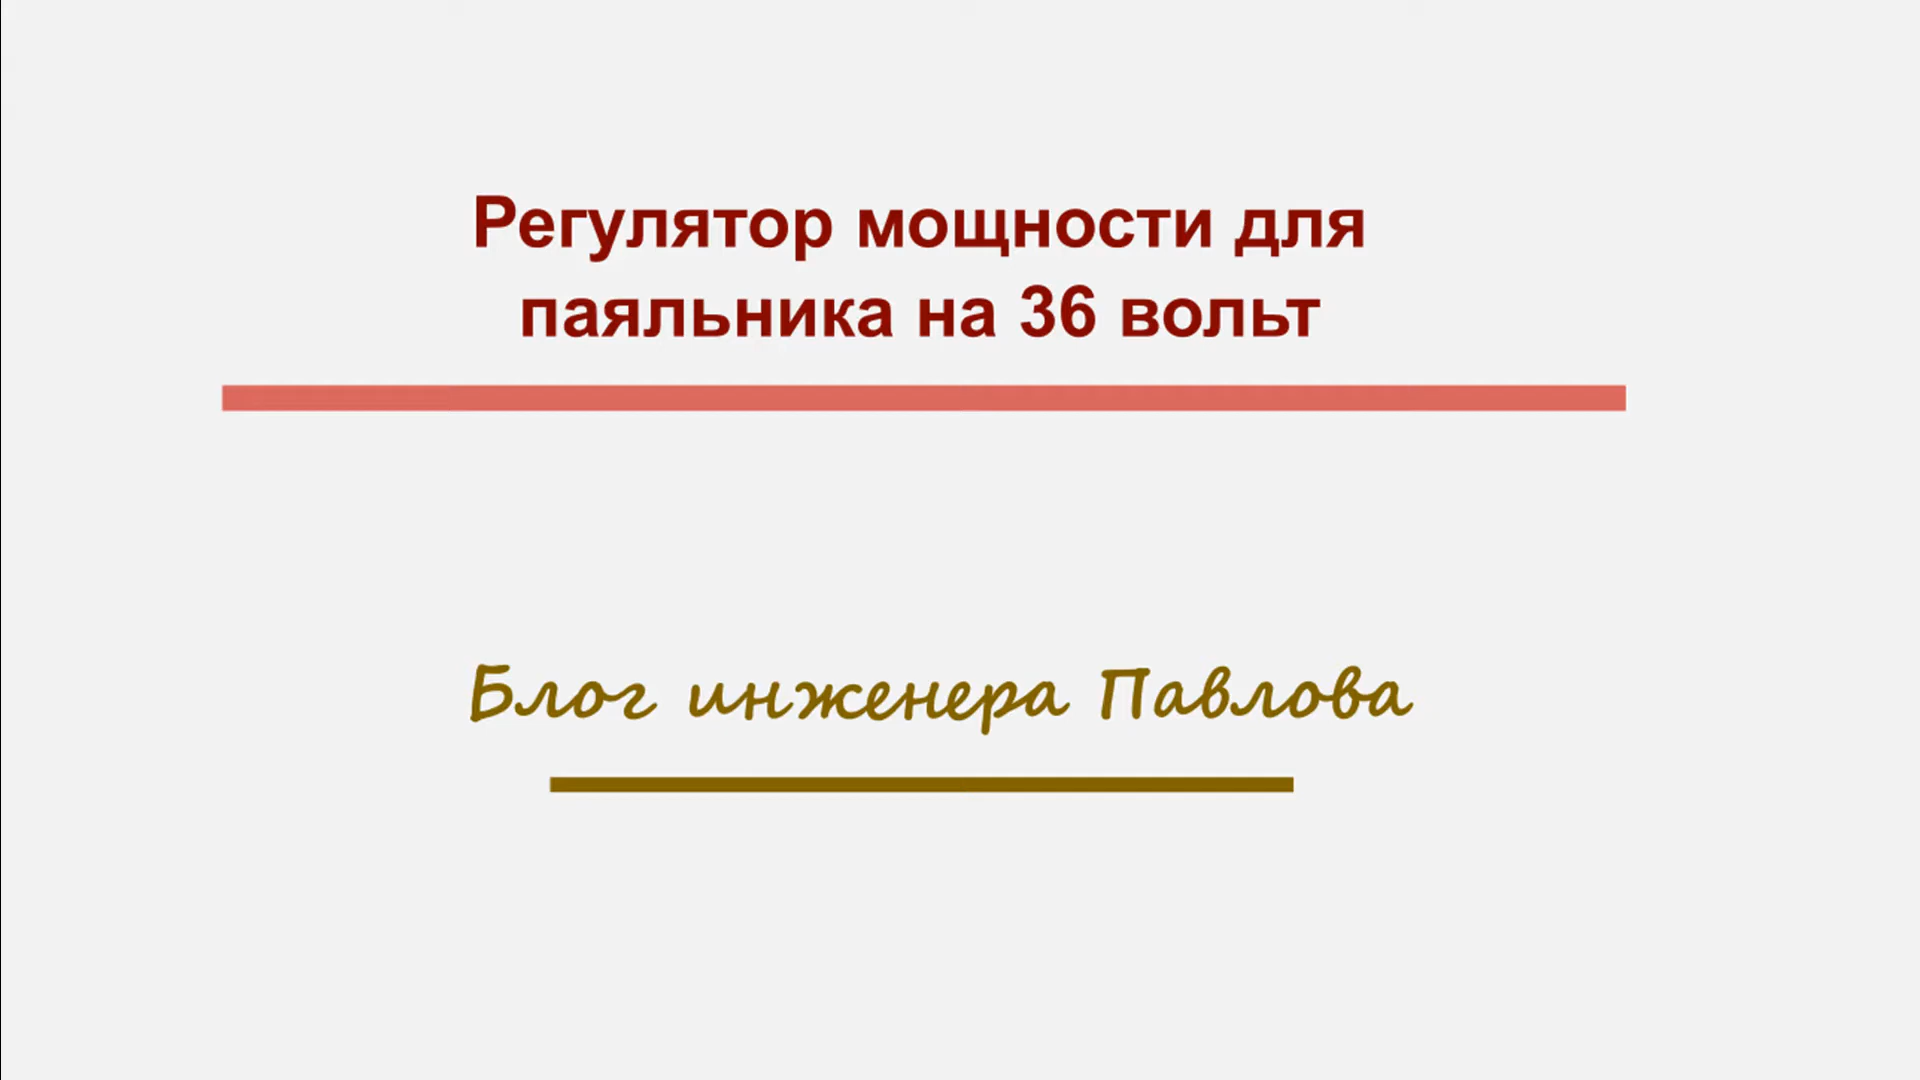 Регулятор мощности для
паяльника на 36 вольт
Блог инженера Павлова